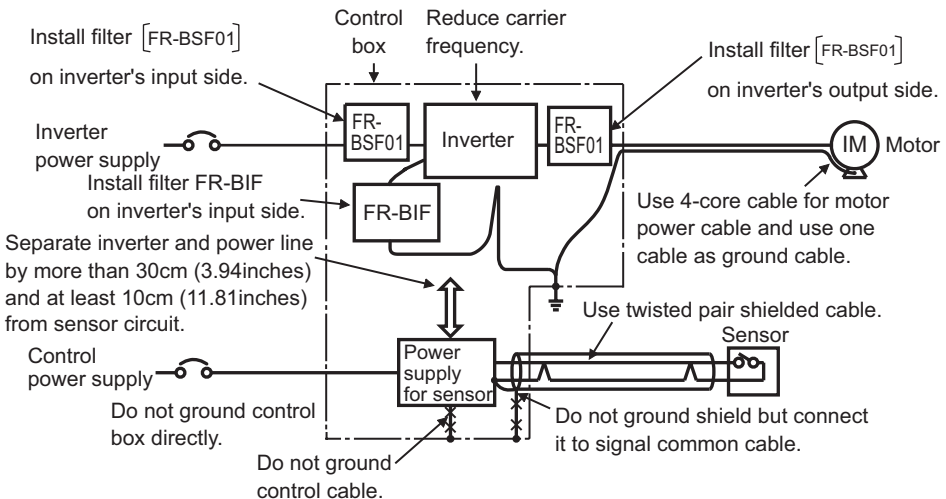 Install filter [FR-BSF01]
on inverter's input side.
Control
box
Reduce carrier
frequency.
Install filter [FR-BSF01]
on inverter's output side.
FR-
BSF01
Inverter
FR-
BSF01
IM
Motor
Inverter
power supply
Install filter FR-BIF
on inverter's input side.
FR-BIF
Use 4-core cable for motor
power cable and use one
cable as ground cable.
Separate inverter and power line
by more than 30cm (3.94inches)
and at least 10cm (11.81inches)
from sensor circuit.
Use twisted pair shielded cable.
Sensor
Control
power supply
Power
supply
for sensor
Do not ground control
box directly.
Do not ground shield but connect
it to signal common cable.
Do not ground
control cable.